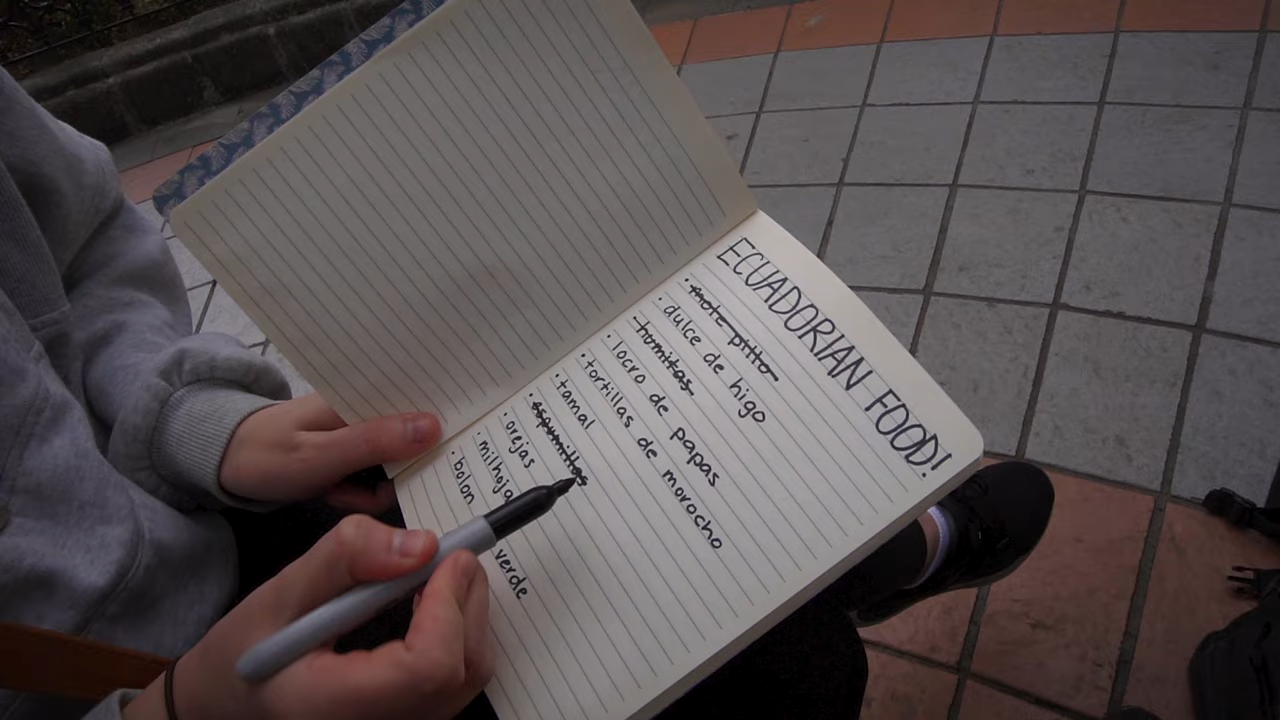 ECUADORIAN FOOD!
• mote pillo
• dulce de higo
• humitas
• locro de papas
• tortillas de morocho
• tamal
• espumillas
• orejas
•
• bolon verde